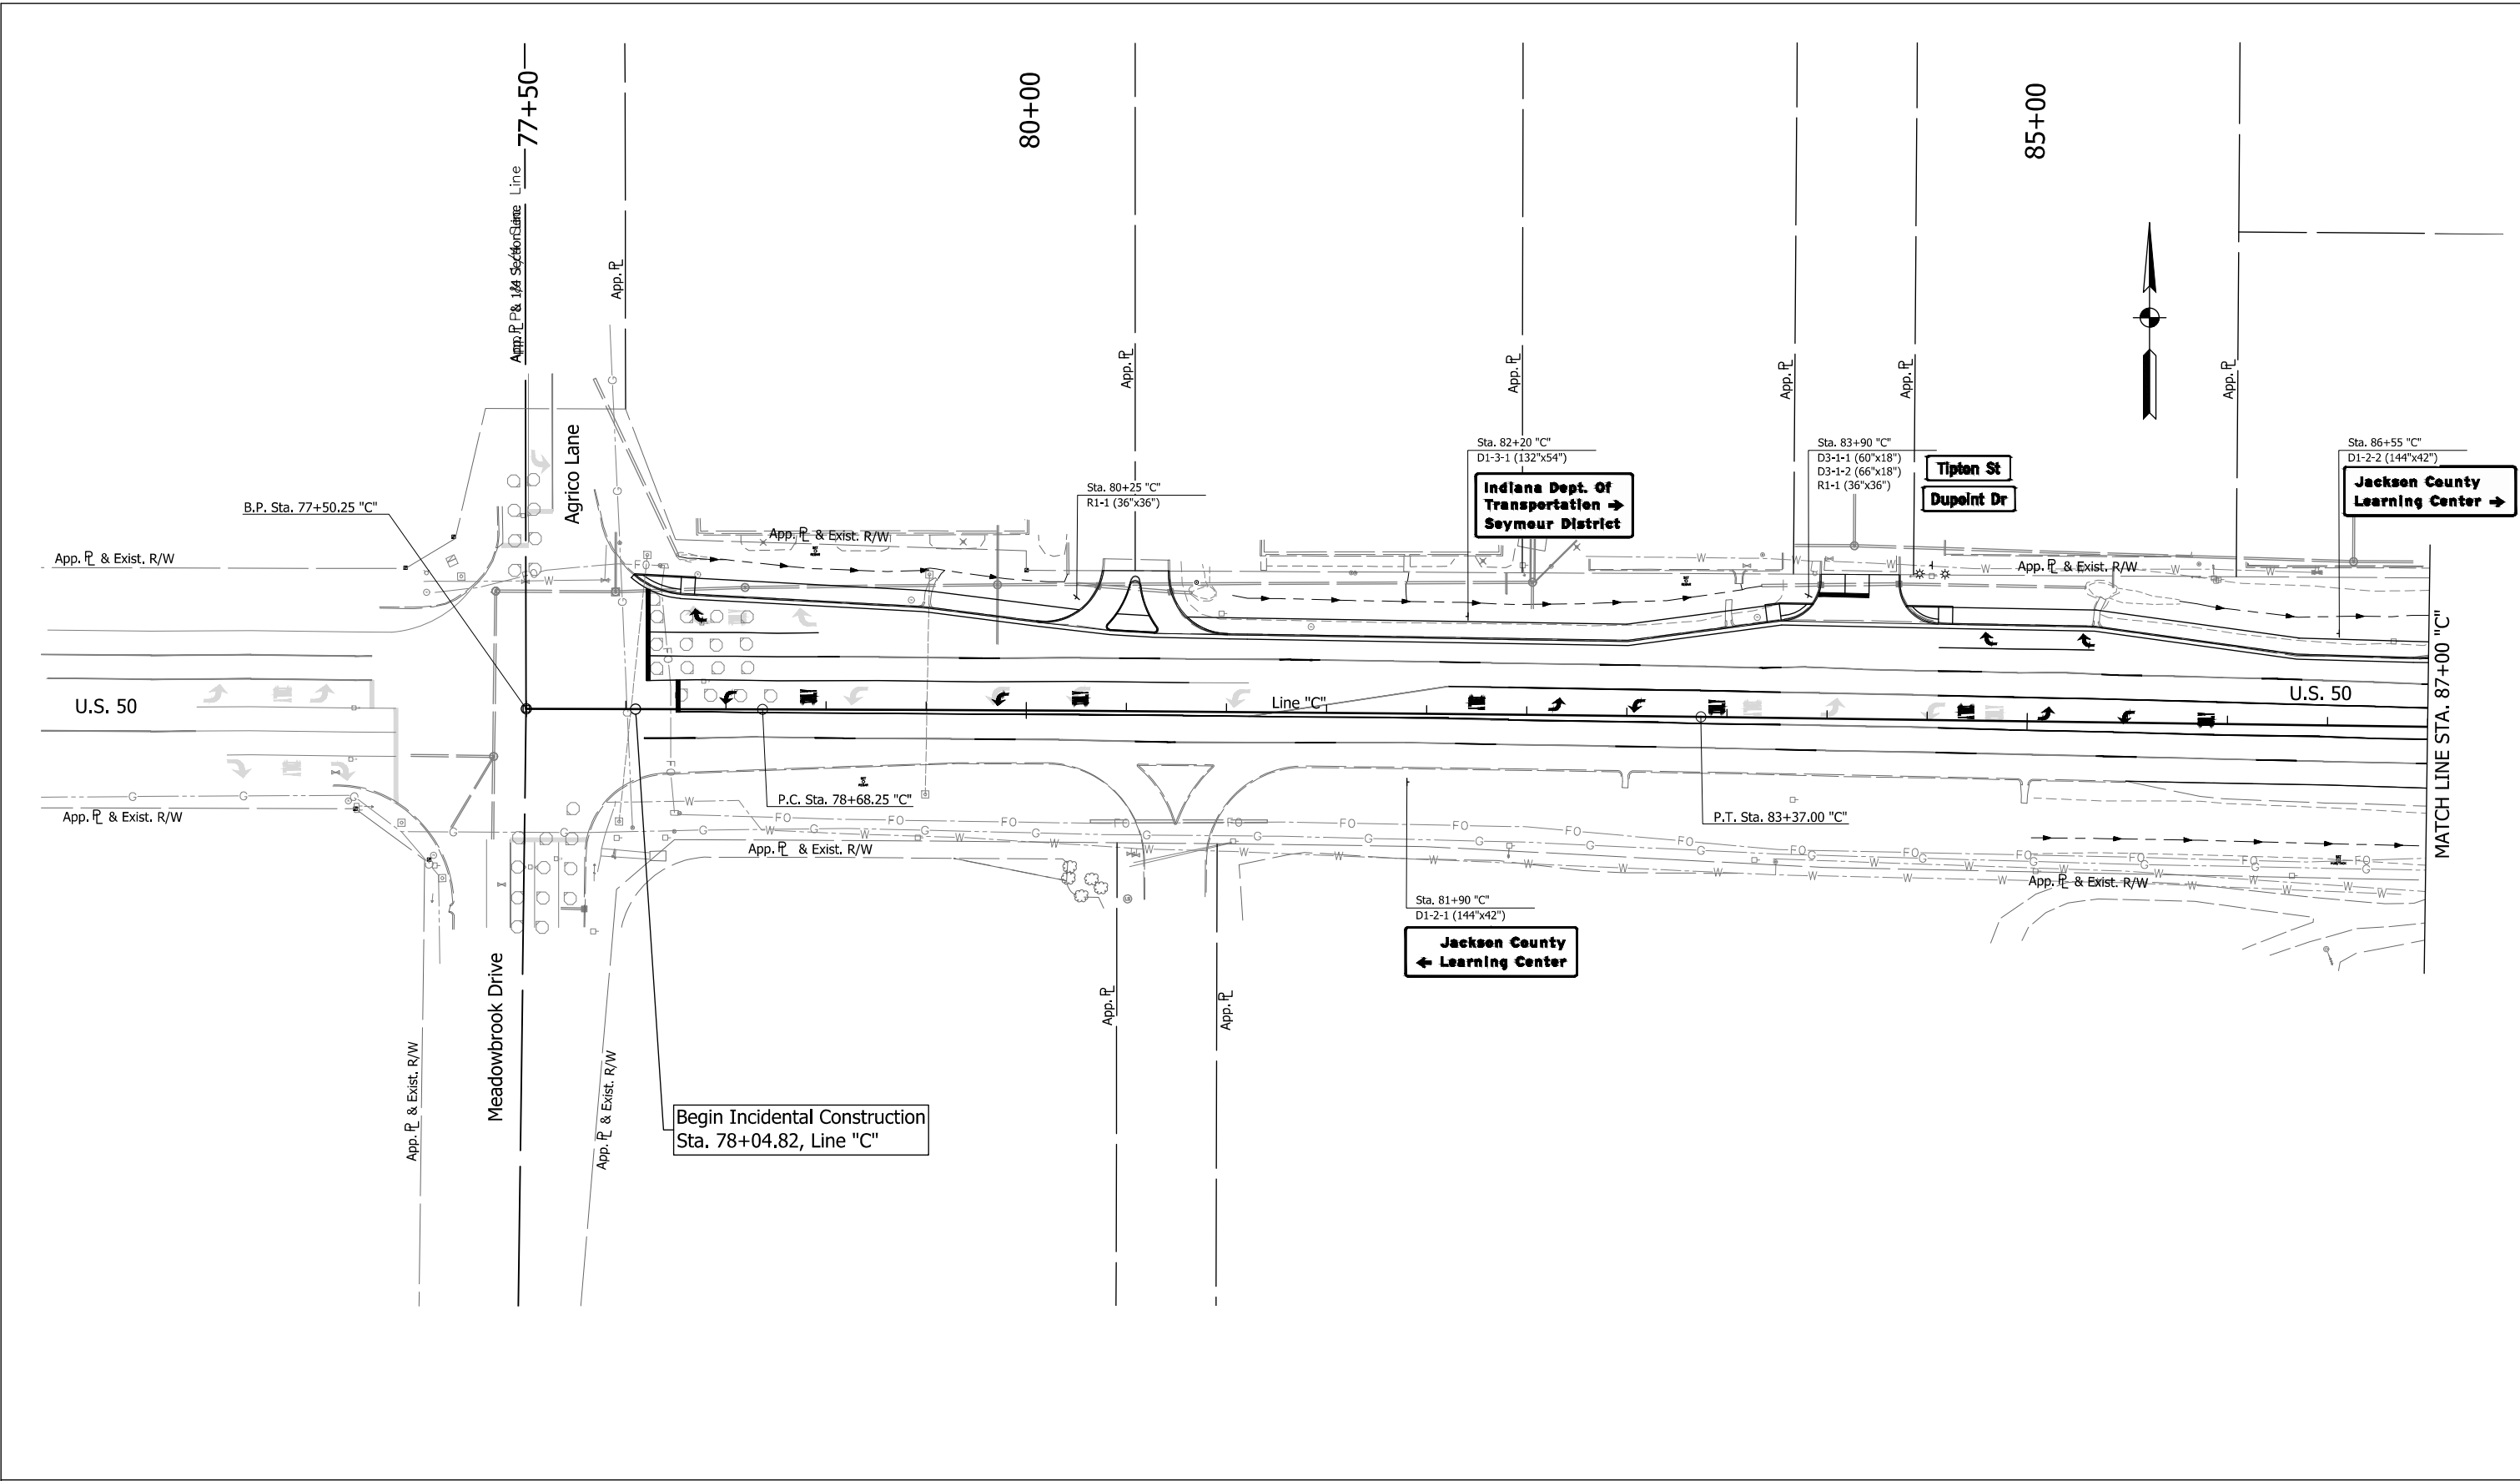 77+50
80+00
85+00
Line
App. ⅊
App. ⅊
App. ⅊
App. ⅊
App. ⅊
App. ⅊
Agrico Lane
B.P. Sta. 77+50.25 "C"
Sta. 80+25 "C"
R1-1 (36"x36")
Sta. 82+20 "C"
D1-3-1 (132"x54")
Indiana Dept. Of
Transportation →
Seymour District
Sta. 83+90 "C"
D3-1-1 (60"x18")
D3-1-2 (66"x18")
R1-1 (36"x36")
Tipton St
Dupoint Dr
Sta. 86+55 "C"
D1-2-2 (144"x42")
Jackson County
Learning Center →
App. ⅊ & Exist. R/W
App. ⅊ & Exist. R/W
App. ⅊ & Exist. R/W
U.S. 50
Line "C"
U.S. 50
MATCH LINE STA. 87+00 "C"
P.C. Sta. 78+68.25 "C"
P.T. Sta. 83+37.00 "C"
App. ⅊ & Exist. R/W
App. ⅊ & Exist. R/W
App. ⅊ & Exist. R/W
Sta. 81+90 "C"
D1-2-1 (144"x42")
Jackson County
← Learning Center
Meadowbrook Drive
App. ⅊ & Exist. R/W
App. ⅊ & Exist. R/W
App. ⅊
App. ⅊
Begin Incidental Construction
Sta. 78+04.82, Line "C"